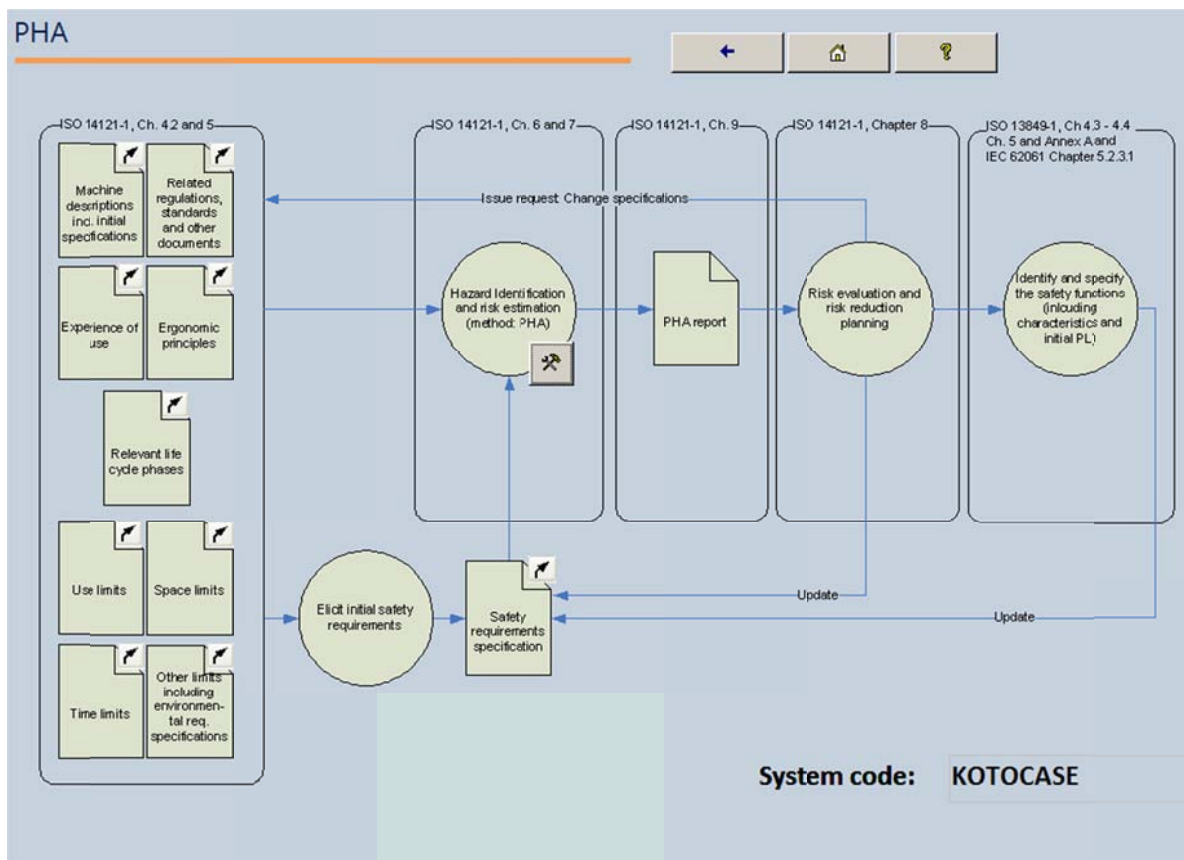 PHA
ISO 14121-1, Ch. 4.2 and 5
ISO 14121-1, Ch. 6 and 7
ISO 14121-1, Ch. 9
ISO 14121-1, Chapter 8
ISO 13849-1, Ch 4.3 - 4.4
Ch. 5 and Annex A and
IEC 62061 Chapter 5.2.3.1
Machine
descriptions
incl. initial
specifications
Related
regulations,
standards
and other
documents
Issue request: Change specifications
Experience of
use
Ergonomic
principles
Hazard Identification
and risk estimation
(method: PHA)
PHA report
Risk evaluation and
risk reduction
planning
Identify and specify
the safety functions
(inlcuding
characteristics and
initial PL)
Relevant life
cycle phases
Use limits
Space limits
Elicit initial safety
requirements
Safety
requirements
specification
Update
Update
Time limits
Other limits
including
environmen-
tal req.
specifications
System code:
KOTOCASE